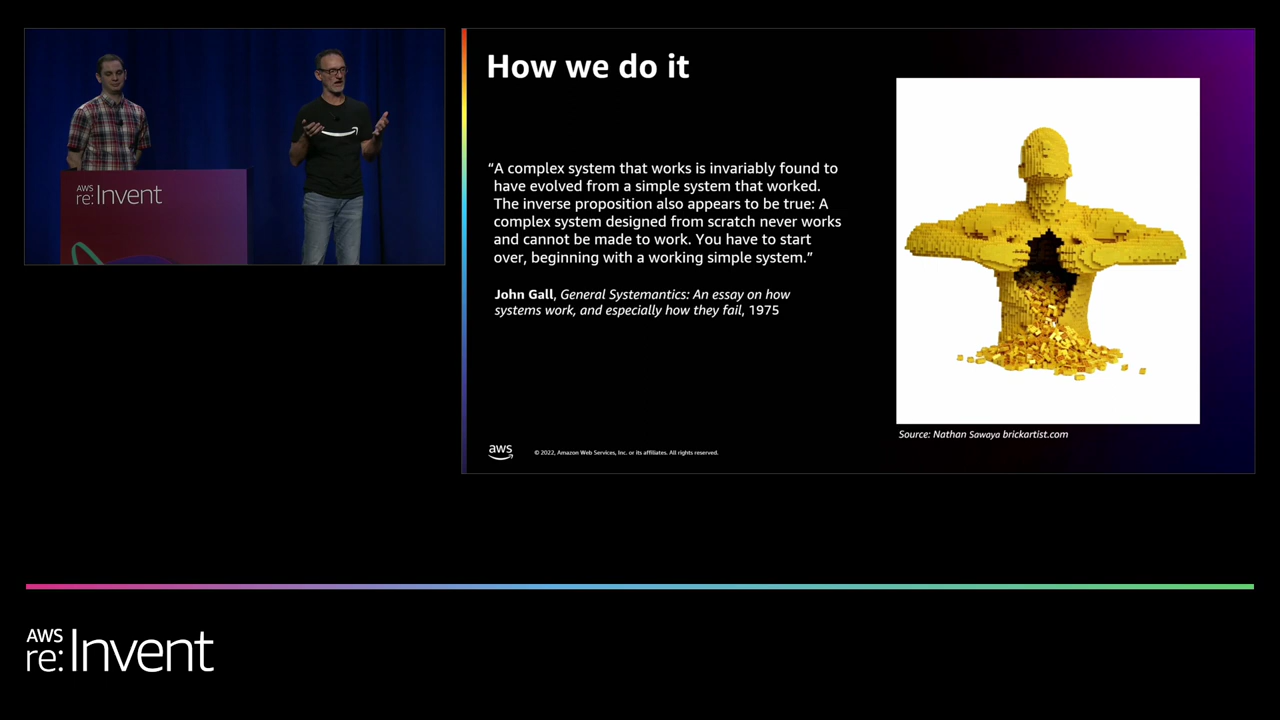 AWS
re:Invent
How we do it
“A complex system that works is invariably found to
have evolved from a simple system that worked.
The inverse proposition also appears to be true: A
complex system designed from scratch never works
and cannot be made to work. You have to start
over, beginning with a working simple system.”
John Gall, General Systemantics: An essay on how
systems work, and especially how they fail, 1975
Source: Nathan Sawaya brickartist.com
aws
© 2022, Amazon Web Services, Inc. or its affiliates. All rights reserved.
AWS
re:Invent